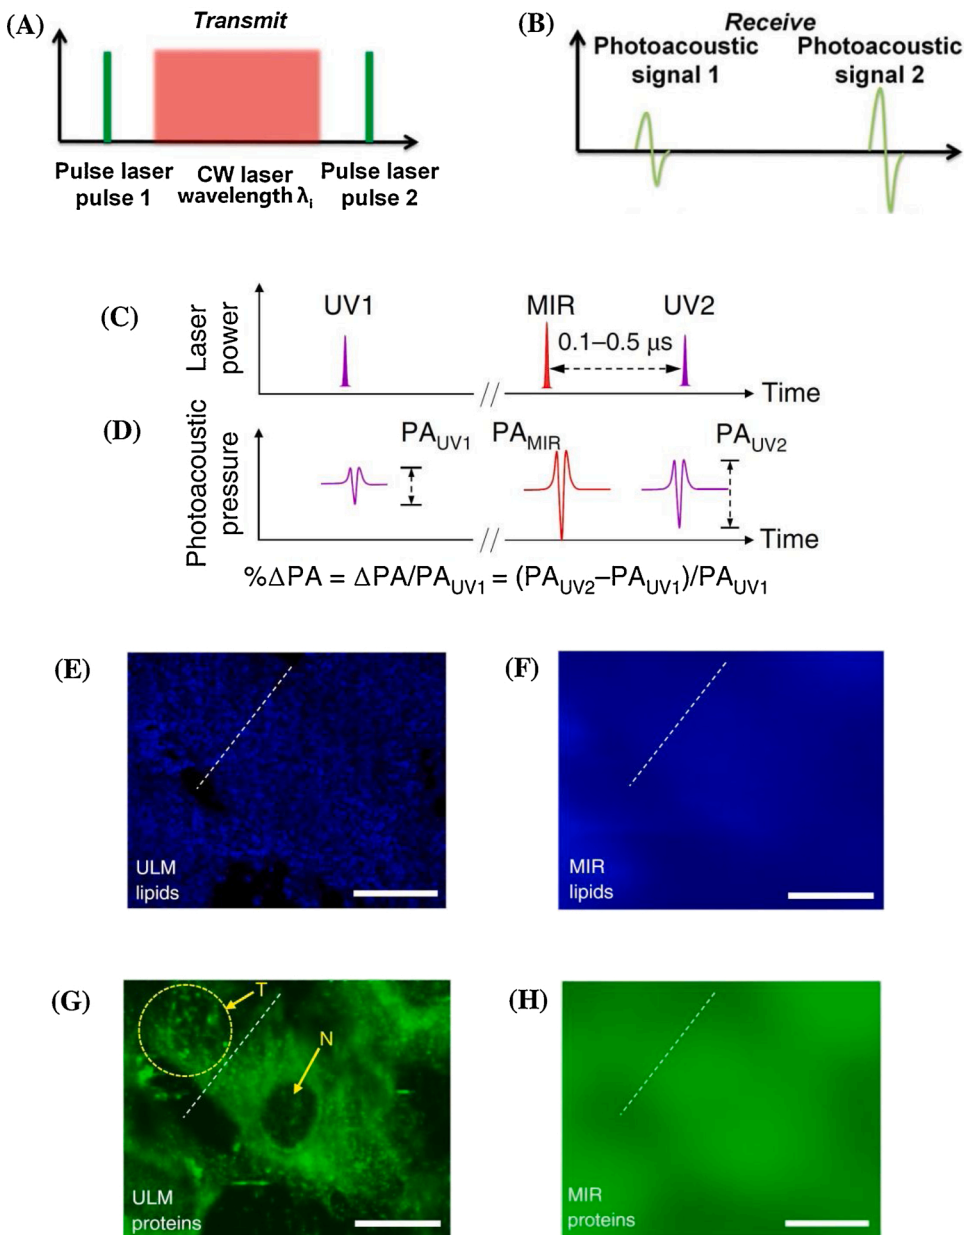 (A)
Transmit
Pulse laser
pulse 1
CW laser
wavelength λi
Pulse laser
pulse 2
(B)
Receive
Photoacoustic
signal 1
Photoacoustic
signal 2
(C)
Laser
power
UV1
MIR
UV2
0.1–0.5 µs
Time
(D)
Photoacoustic
pressure
PAUV1
PAMIR
PAUV2
Time
%ΔPA = ΔPA/PAUV1 = (PAUV2–PAUV1)/PAUV1
(E)
ULM
lipids
(F)
MIR
lipids
(G)
T
N
ULM
proteins
(H)
MIR
proteins